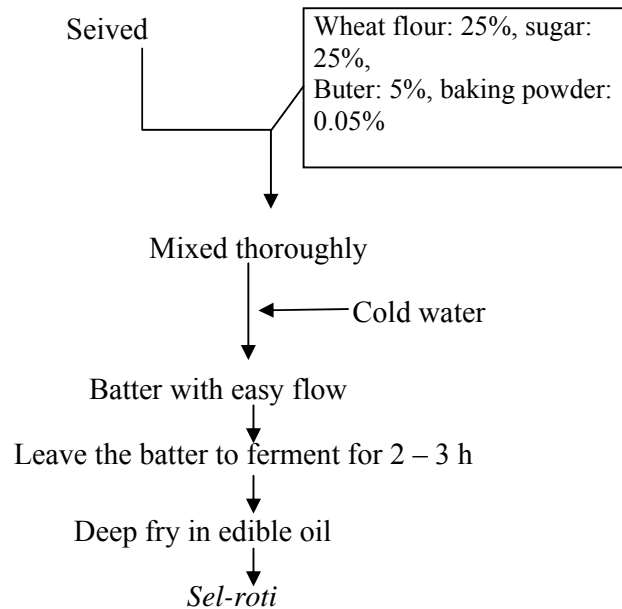 Seived
Wheat flour: 25%, sugar:
25%,
Buter: 5%, baking powder:
0.05%
Mixed thoroughly
Cold water
Batter with easy flow
Leave the batter to ferment for 2 – 3 h
Deep fry in edible oil
Sel-roti